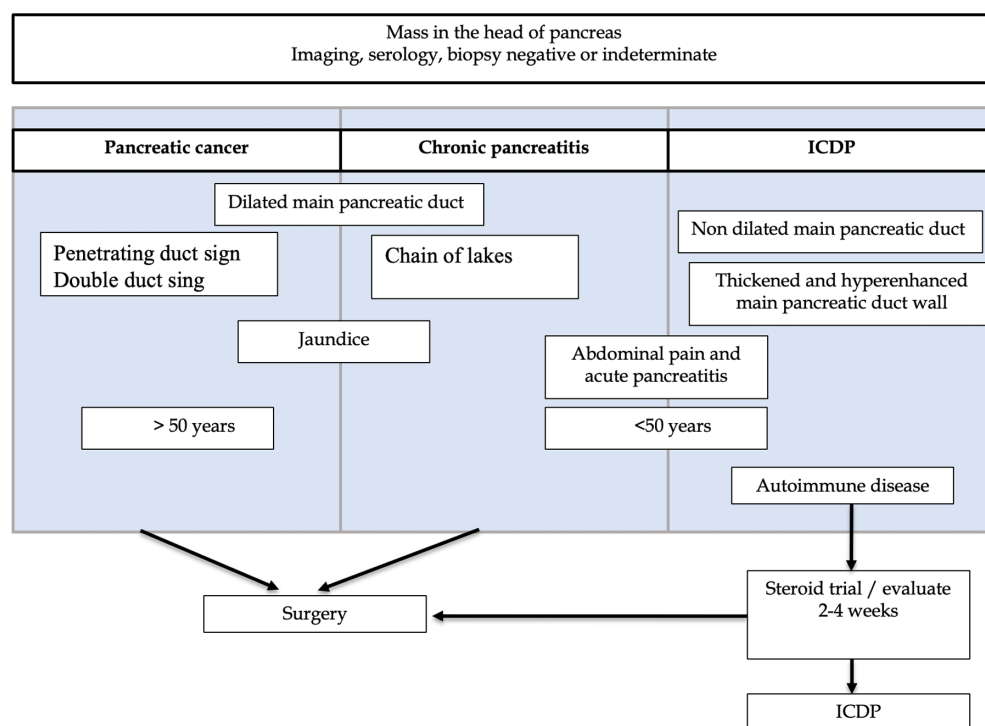 Mass in the head of pancreas
Imaging, serology, biopsy negative or indeterminate
Pancreatic cancer
Chronic pancreatitis
ICDP
Dilated main pancreatic duct
Non dilated main pancreatic duct
Penetrating duct sign
Double duct sing
Chain of lakes
Thickened and hyperenhanced
main pancreatic duct wall
Jaundice
Abdominal pain and
acute pancreatitis
> 50 years
<50 years
Autoimmune disease
Steroid trial / evaluate
2-4 weeks
Surgery
ICDP